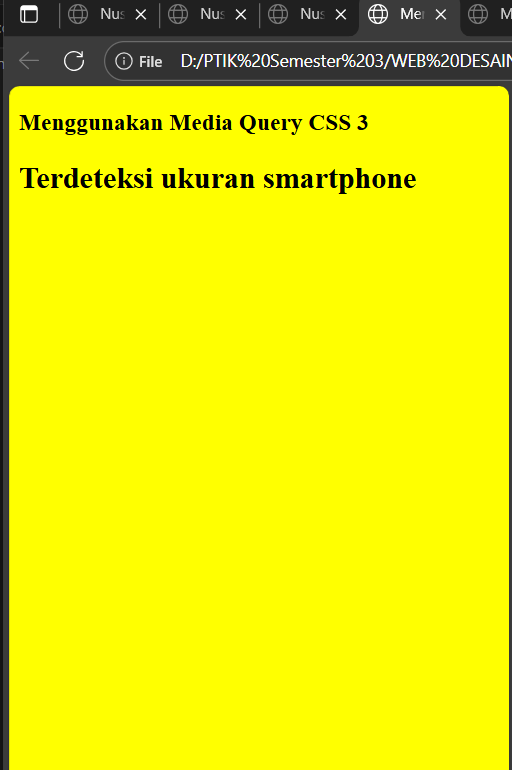 Nus
Nus
Nus
Mer
M
File
D:/PTIK%20Semester%203/WEB%20DESAIN
Menggunakan Media Query CSS 3
Terdeteksi ukuran smartphone